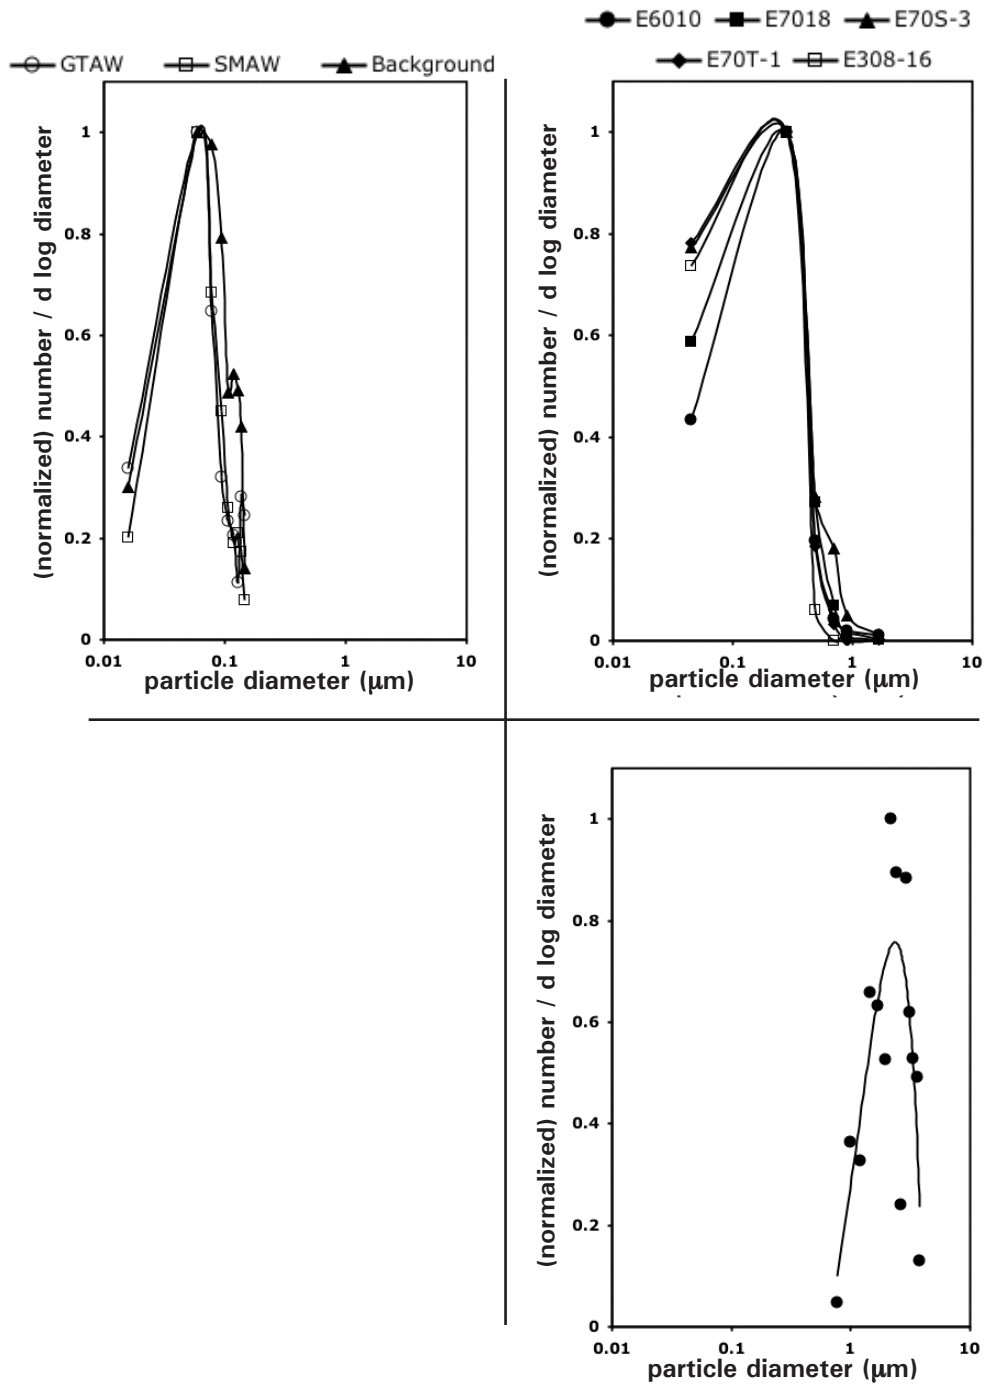 E6010 E7018 E70S-3
GTAW SMAW Background
E70T-1 E308-16
(normalized) number / d log diameter
1
0.8
0.6
0.4
0.2
0
0.01 0.1 1 10
particle diameter (μm)
(normalized) number / d log diameter
1
0.8
0.6
0.4
0.2
0
0.01 0.1 1 10
particle diameter (μm)
(normalized) number / d log diameter
1
0.8
0.6
0.4
0.2
0
0.01 0.1 1 10
particle diameter (μm)